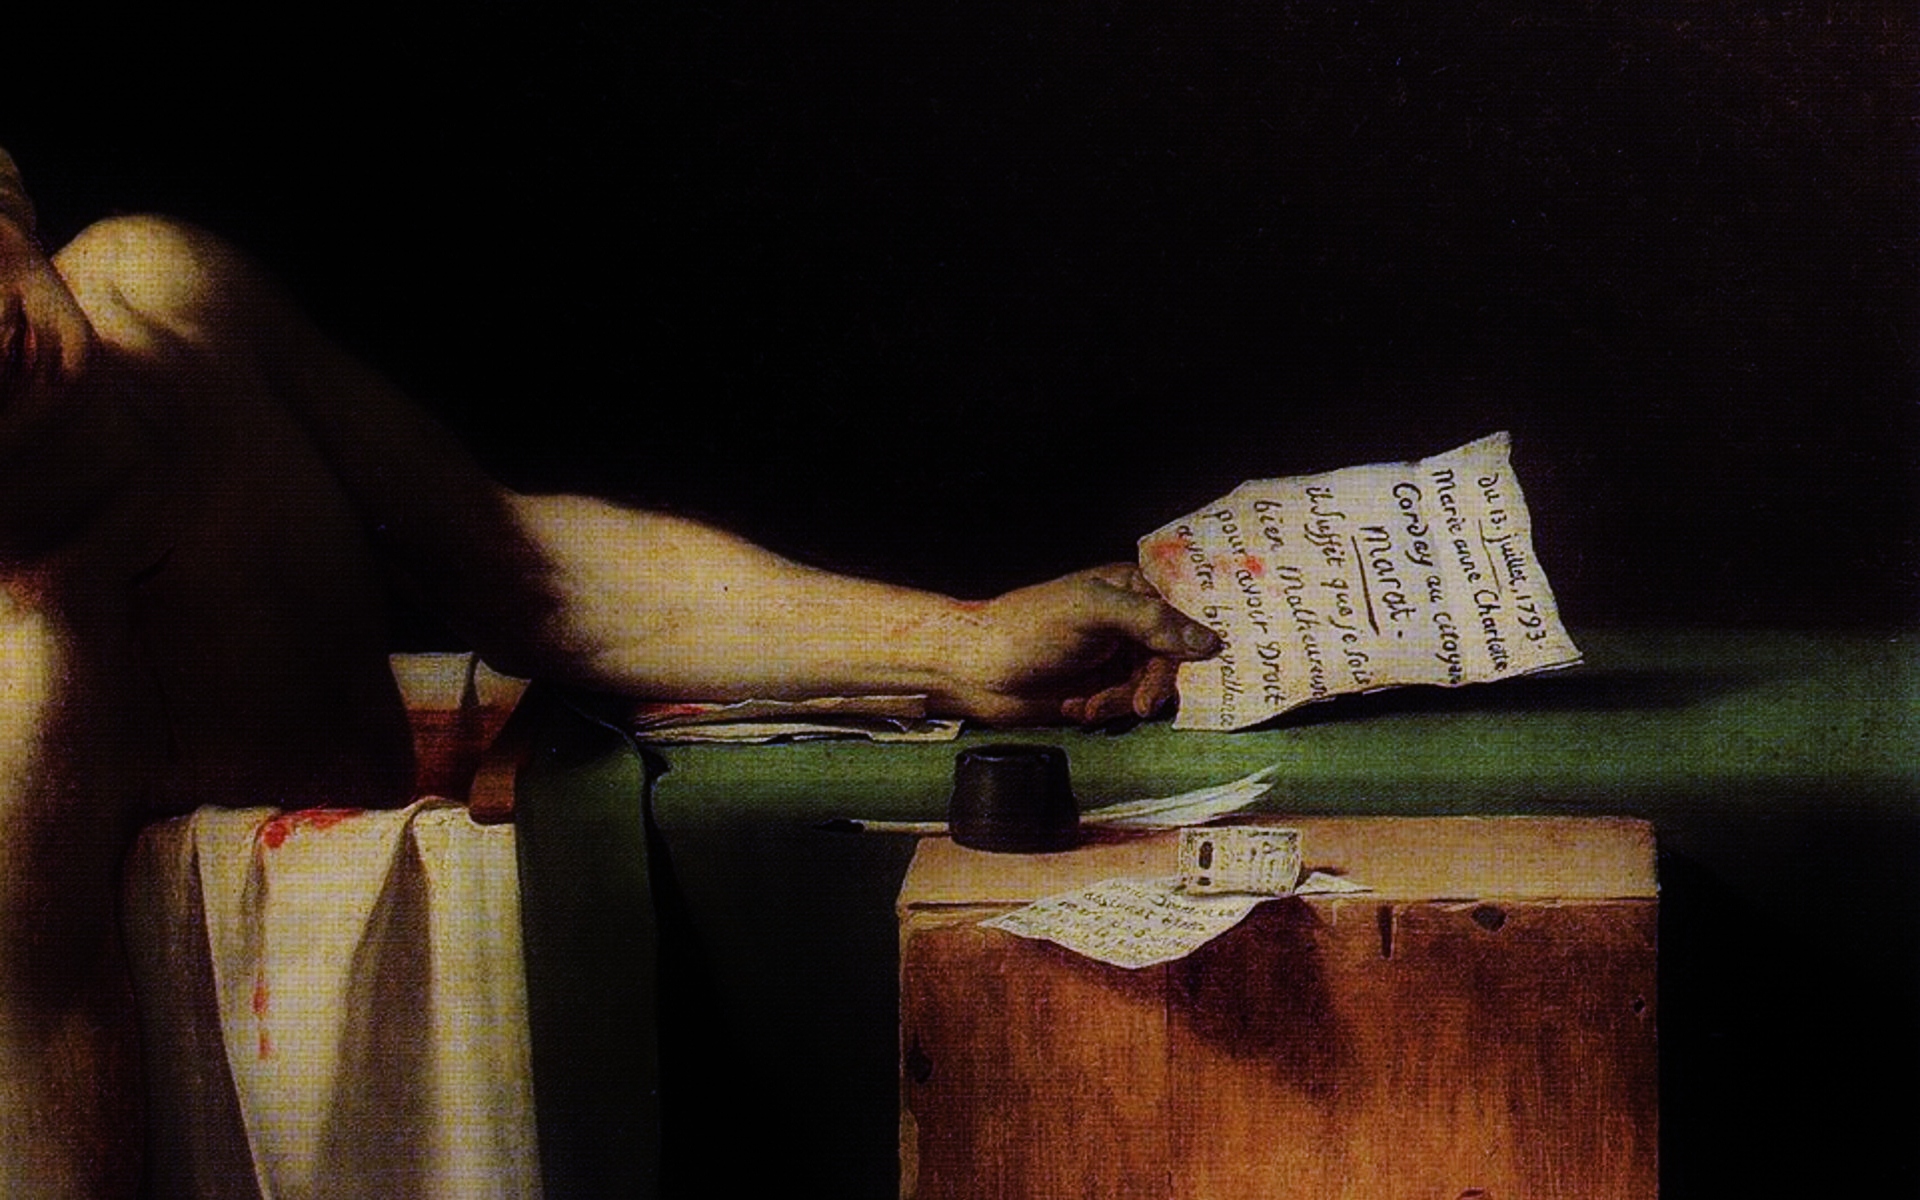 du 13. juillet, 1793.
Marie anne Charlotte
Corday au citoyen
Marat.
il suffit que je sois
bien Malheureuse
pour avoir Droit
a votre bienveillance